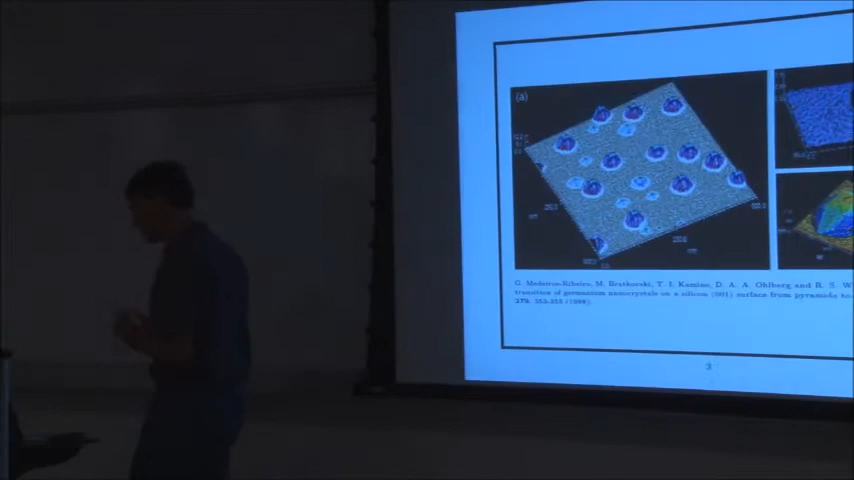 (a)
G. Medeiros-Ribeiro, M. Bratkovski, T. I. Kamins, D. A. A. Ohlberg and R. S. W
transition of germanium nanocrystals on a silicon (001) surface from pyramids to
279, 353-355 (1998).
3